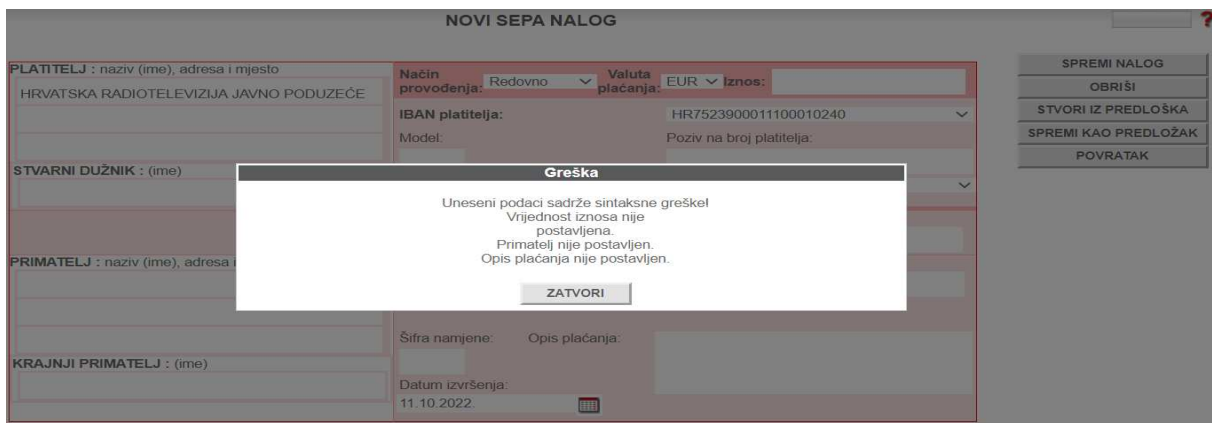 NOVI SEPA NALOG
?
PLATITELJ : naziv (ime), adresa i mjesto
HRVATSKA RADIOTELEVIZIJA JAVNO PODUZEĆE
STVARNI DUŽNIK : (ime)
PRIMATELJ : naziv (ime), adresa i
KRAJNJI PRIMATELJ : (ime)
Način provođenja: Redovno Valuta plaćanja: EUR Iznos:
IBAN platitelja: HR7523900011100010240
Model: Poziv na broj platitelja:
Greška
Uneseni podaci sadrže sintaksne greške!
Vrijednost iznosa nije
postavljena.
Primatelj nije postavljen.
Opis plaćanja nije postavljen.
ZATVORI
Šifra namjene: Opis plaćanja:
Datum izvršenja:
11.10.2022.
SPREMI NALOG
OBRIŠI
STVORI IZ PREDLOŠKA
SPREMI KAO PREDLOŽAK
POVRATAK